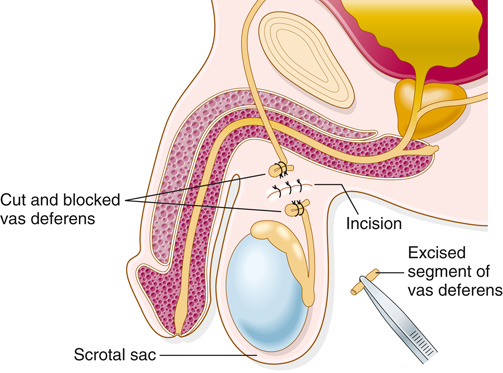 Cut and blocked
vas deferens
Incision
Excised
segment of
vas deferens
Scrotal sac